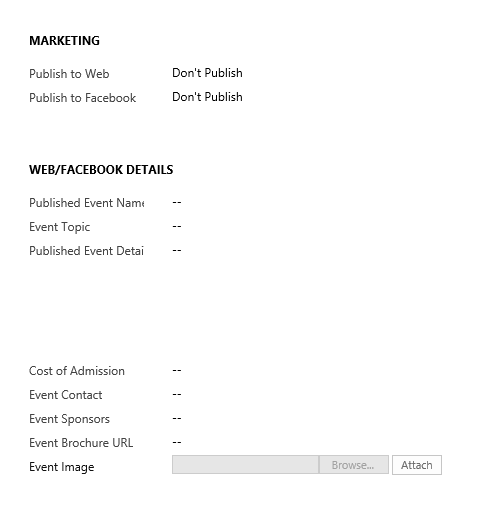 MARKETING
Publish to Web Don't Publish
Publish to Facebook Don't Publish
WEB/FACEBOOK DETAILS
Published Event Name --
Event Topic --
Published Event Detai --
Cost of Admission --
Event Contact --
Event Sponsors --
Event Brochure URL --
Event Image Browse... Attach